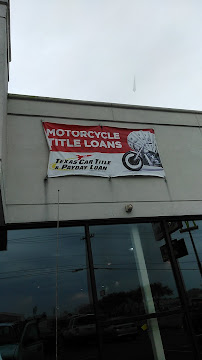 MOTORCYCLE
TITLE LOANS
TEXAS CAR TITLE
& PAYDAY LOAN